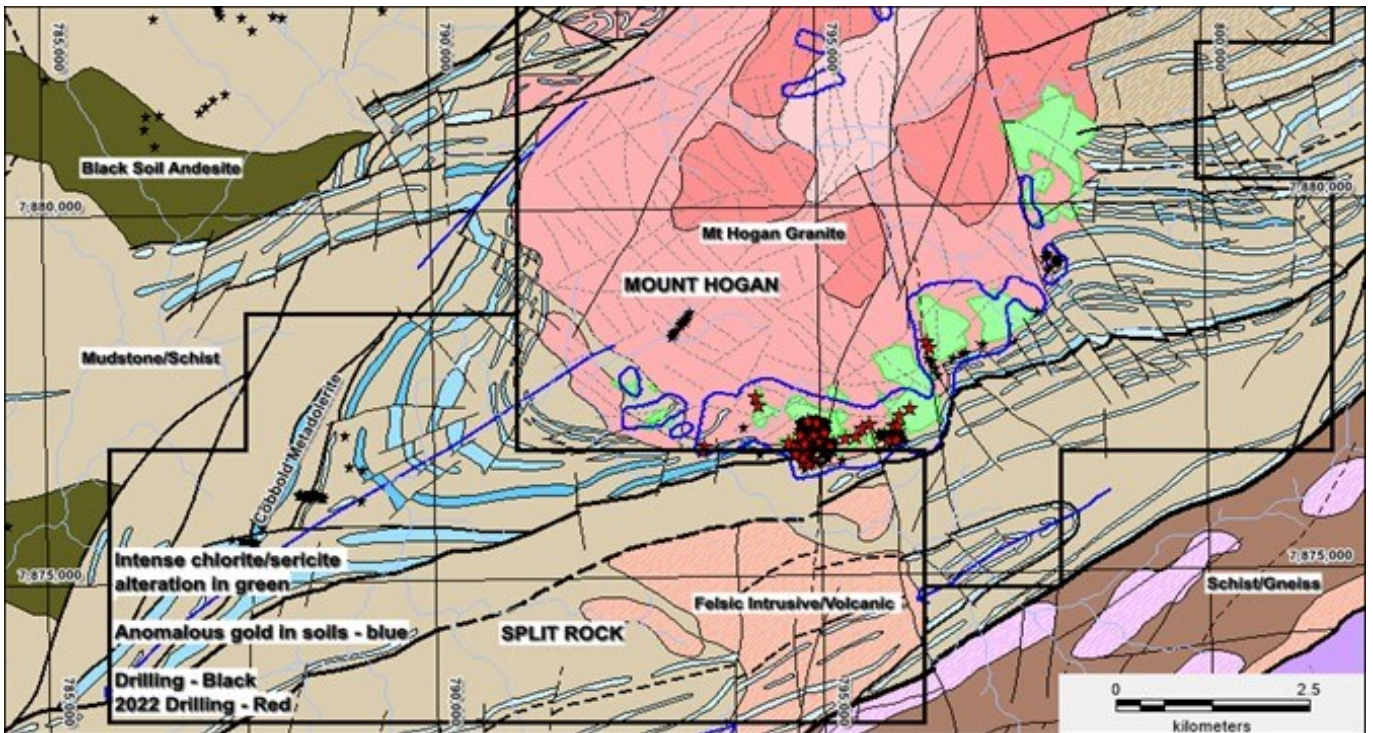 785,000
790,000
795,000
800,000
Black Soil Andesite
7,880,000
7,880,000
Mt Hogan Granite
MOUNT HOGAN
Mudstone/Schist
Cobbold Metadolerite
7,875,000
7,875,000
Intense chlorite/sericite
alteration in green
Schist/Gneiss
Felsic Intrusive/Volcanic
Anomalous gold in soils - blue
SPLIT ROCK
Drilling - Black
2022 Drilling - Red
785,000
790,000
795,000
0 2.5
kilometers